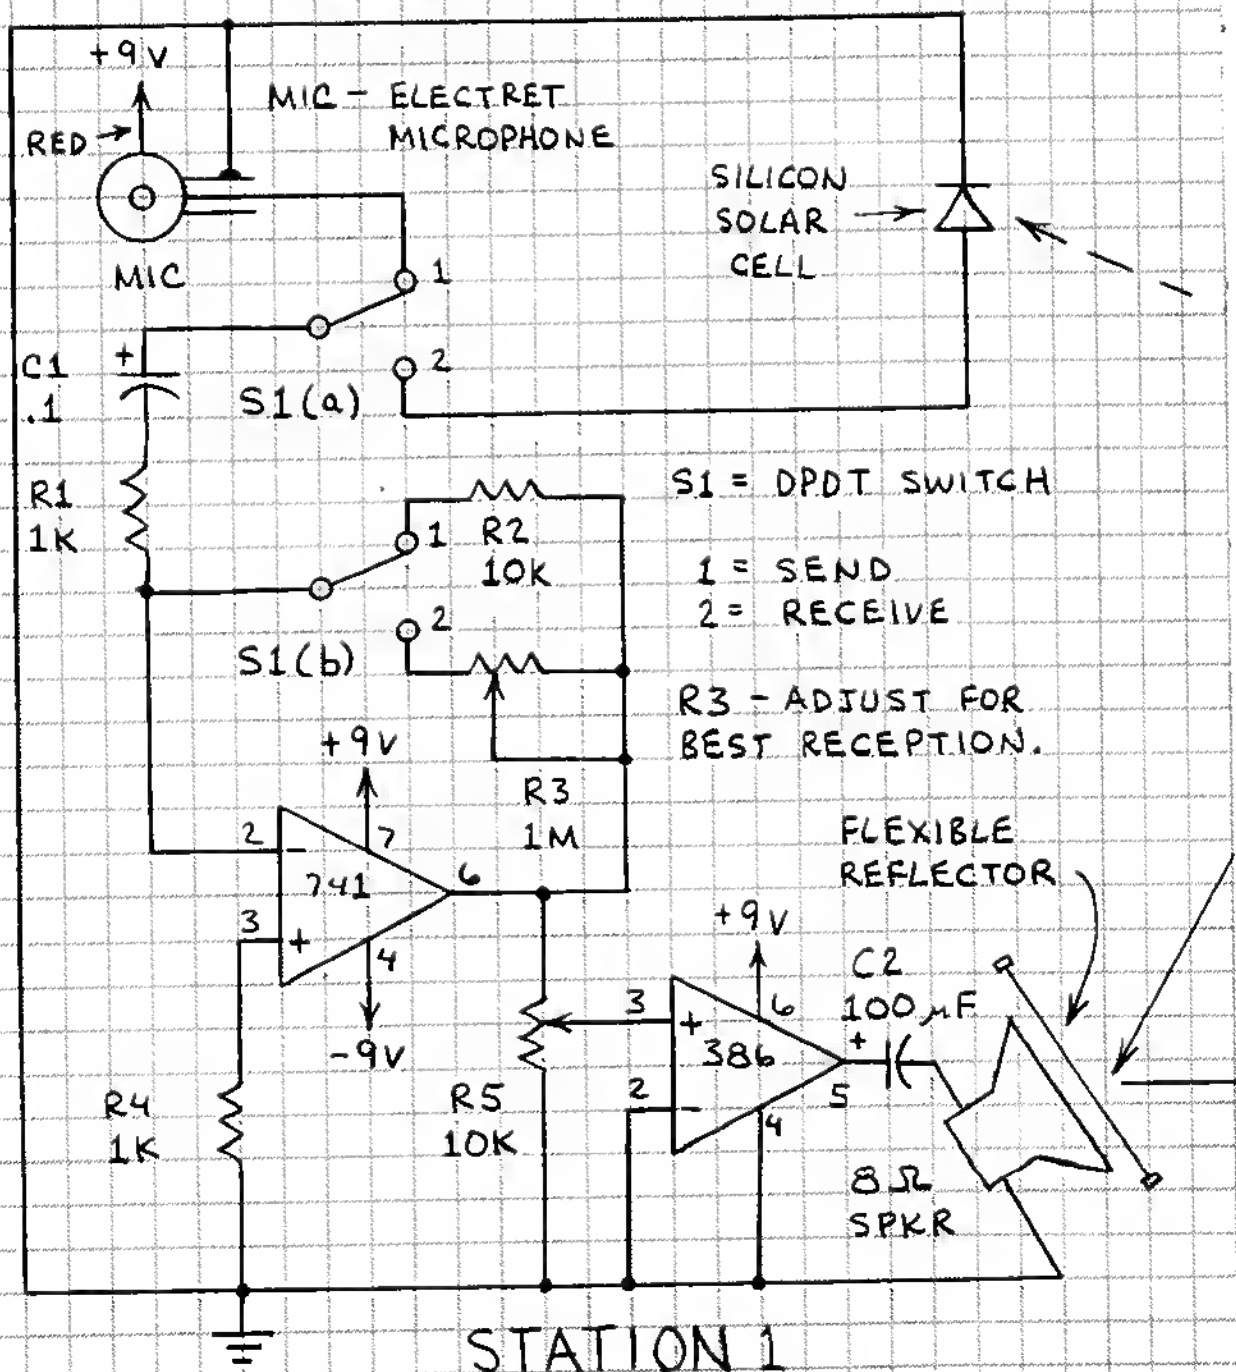 +9V
RED
MIC - ELECTRET
MICROPHONE
MIC
SILICON
SOLAR
CELL
1
2
C1
.1
+
S1(a)
R1
1K
S1 = DPDT SWITCH
1
R2
10K
1 = SEND
2 = RECEIVE
2
S1(b)
R3 - ADJUST FOR
BEST RECEPTION.
+9V
R3
1M
2
-
7
741
6
3
+
4
-9V
FLEXIBLE
REFLECTOR
+9V
C2
100 µF
3
+
6
386
+
2
-
5
4
R4
1K
R5
10K
8Ω
SPKR
STATION 1